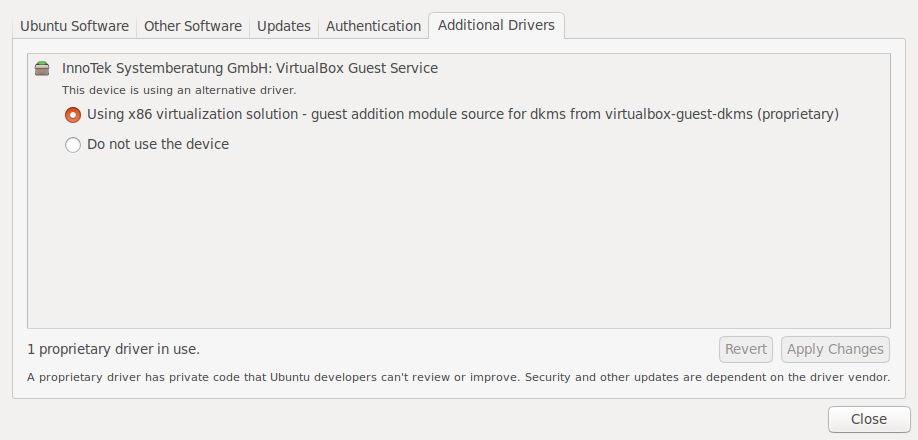 Ubuntu Software Other Software Updates Authentication Additional Drivers
InnoTek Systemberatung GmbH: VirtualBox Guest Service
This device is using an alternative driver.
Using x86 virtualization solution - guest addition module source for dkms from virtualbox-guest-dkms (proprietary)
Do not use the device
1 proprietary driver in use. Revert Apply Changes
A proprietary driver has private code that Ubuntu developers can't review or improve. Security and other updates are dependent on the driver vendor.
Close